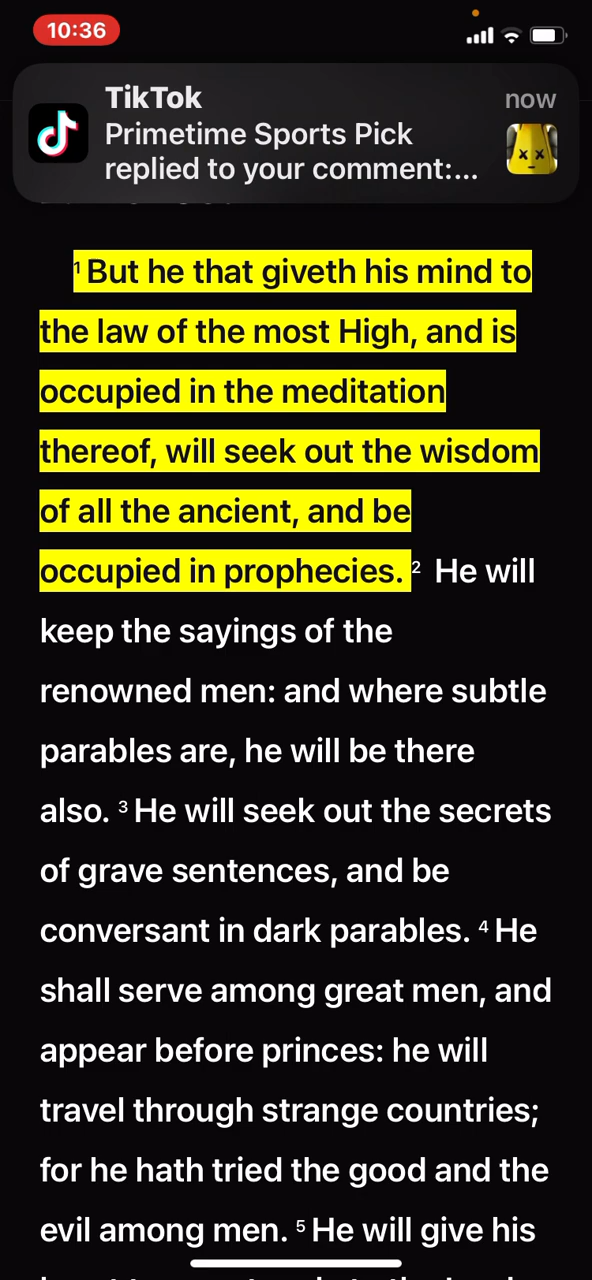 10:36
TikTok
now
Primetime Sports Pick
replied to your comment:...
¹ But he that giveth his mind to
the law of the most High, and is
occupied in the meditation
thereof, will seek out the wisdom
of all the ancient, and be
occupied in prophecies. ² He will
keep the sayings of the
renowned men: and where subtle
parables are, he will be there
also. ³ He will seek out the secrets
of grave sentences, and be
conversant in dark parables. ⁴ He
shall serve among great men, and
appear before princes: he will
travel through strange countries;
for he hath tried the good and the
evil among men. ⁵ He will give his